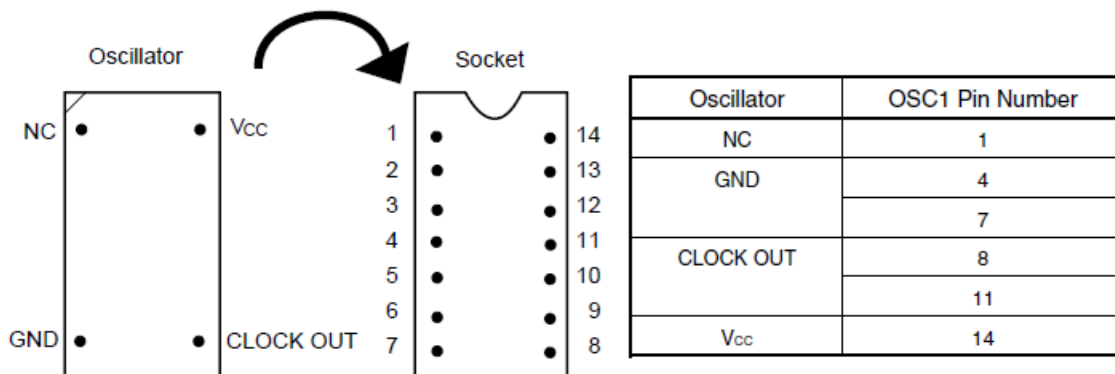 Oscillator
NC
VCC
GND
CLOCK OUT
Socket
1 14
2 13
3 12
4 11
5 10
6 9
7 8
Oscillator OSC1 Pin Number
NC 1
GND 4
7
CLOCK OUT 8
11
VCC 14